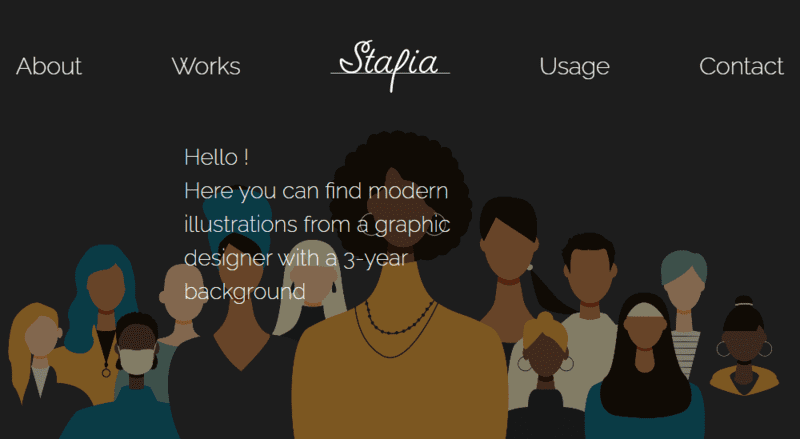 About Works Stafia Usage Contact
Hello !
Here you can find modern
illustrations from a graphic
designer with a 3-year
background